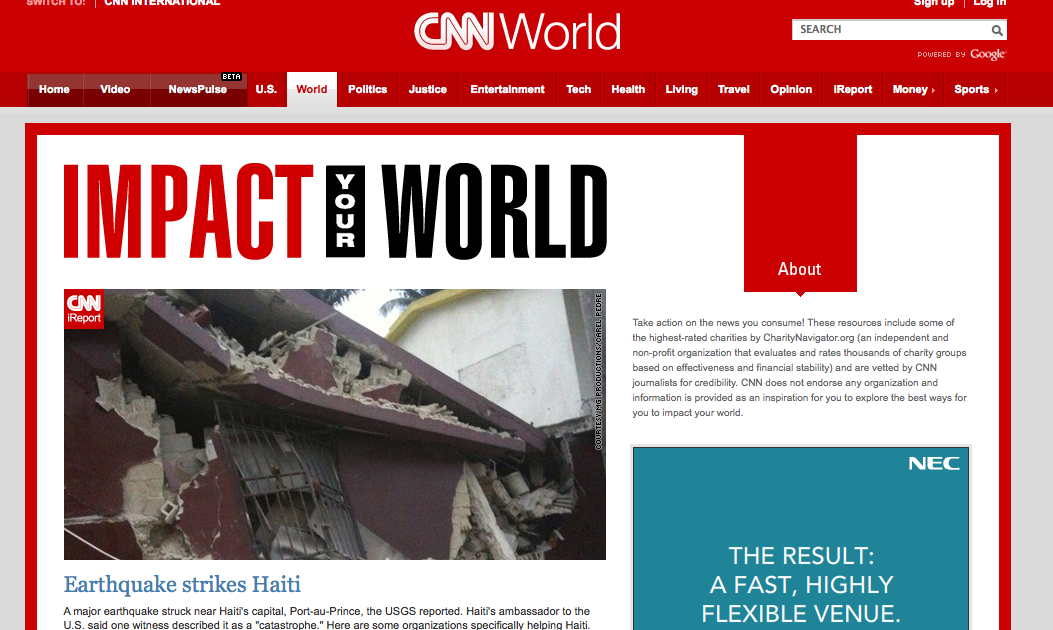 SWITCH TO: CNN INTERNATIONAL
Sign up Log in
CNN World
SEARCH
POWERED BY Google
BETA
Home Video NewsPulse U.S. World Politics Justice Entertainment Tech Health Living Travel Opinion iReport Money Sports
IMPACT YOUR WORLD
About
CNN
iReport
COURTESY IMGI PRODUCTIONS/CAREL PEDRE
Earthquake strikes Haiti
A major earthquake struck near Haiti's capital, Port-au-Prince, the USGS reported. Haiti's ambassador to the
U.S. said one witness described it as a "catastrophe." Here are some organizations specifically helping Haiti.
Take action on the news you consume! These resources include some of
the highest-rated charities by CharityNavigator.org (an independent and
non-profit organization that evaluates and rates thousands of charity groups
based on effectiveness and financial stability) and are vetted by CNN
journalists for credibility. CNN does not endorse any organization and
information is provided as an inspiration for you to explore the best ways for
you to impact your world.
NEC
THE RESULT:
A FAST, HIGHLY
FLEXIBLE VENUE.